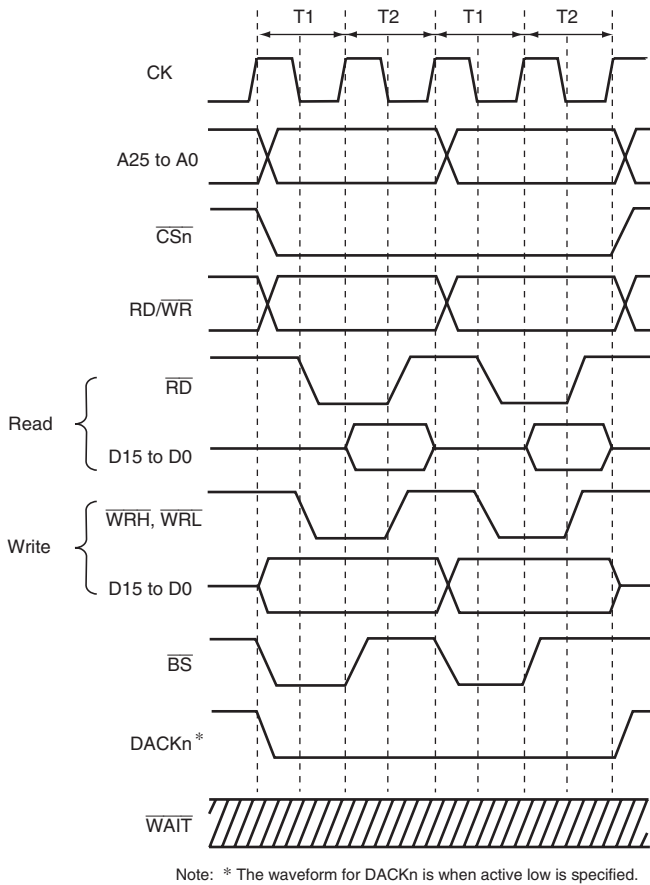 T1 T2 T1 T2
CK
A25 to A0
CSn
RD/WR
RD
Read
D15 to D0
WRH, WRL
Write
D15 to D0
BS
DACKn *
WAIT
Note: * The waveform for DACKn is when active low is specified.